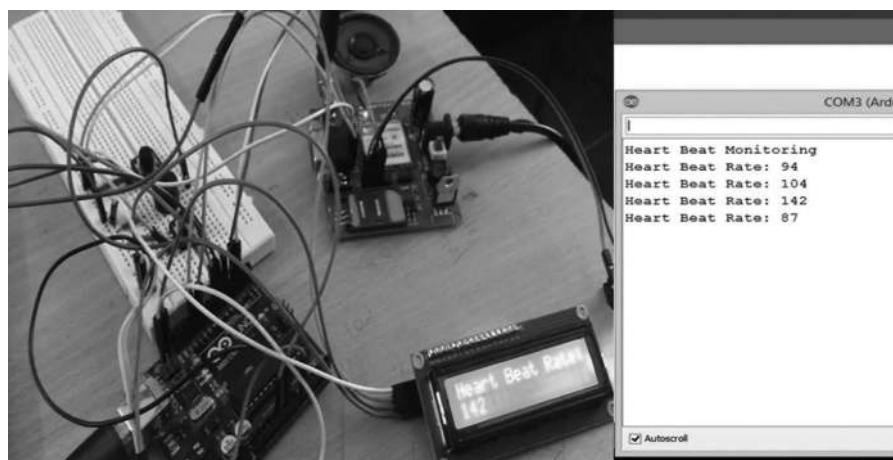 COM3 (Ardu
Heart Beat Monitoring
Heart Beat Rate: 94
Heart Beat Rate: 104
Heart Beat Rate: 142
Heart Beat Rate: 87
Autoscroll
Heart Beat Rate:
142